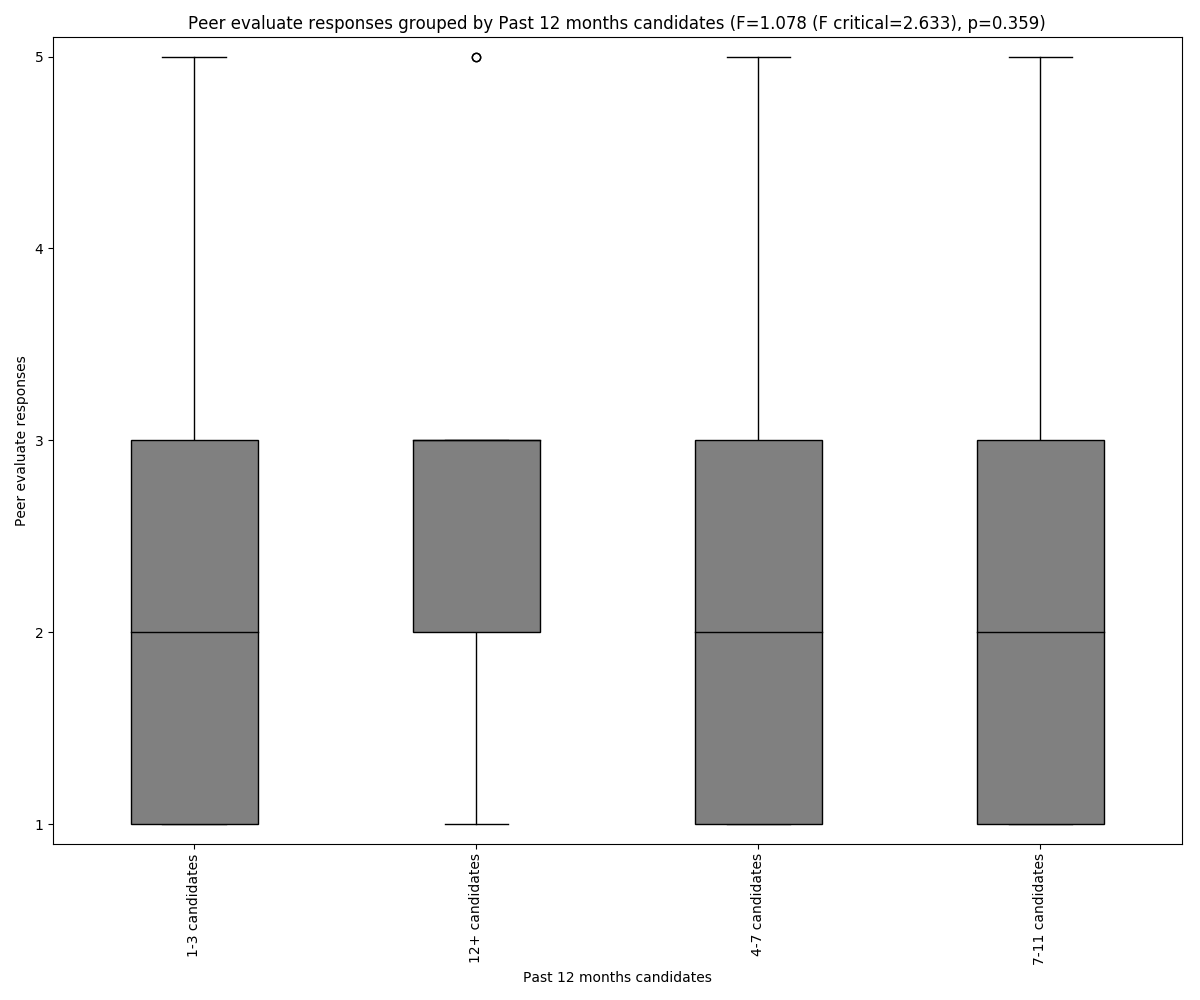 Peer evaluate responses grouped by Past 12 months candidates (F=1.078 (F critical=2.633), p=0.359)
Peer evaluate responses
5
4
3
2
1
1-3 candidates
12+ candidates
4-7 candidates
7-11 candidates
Past 12 months candidates